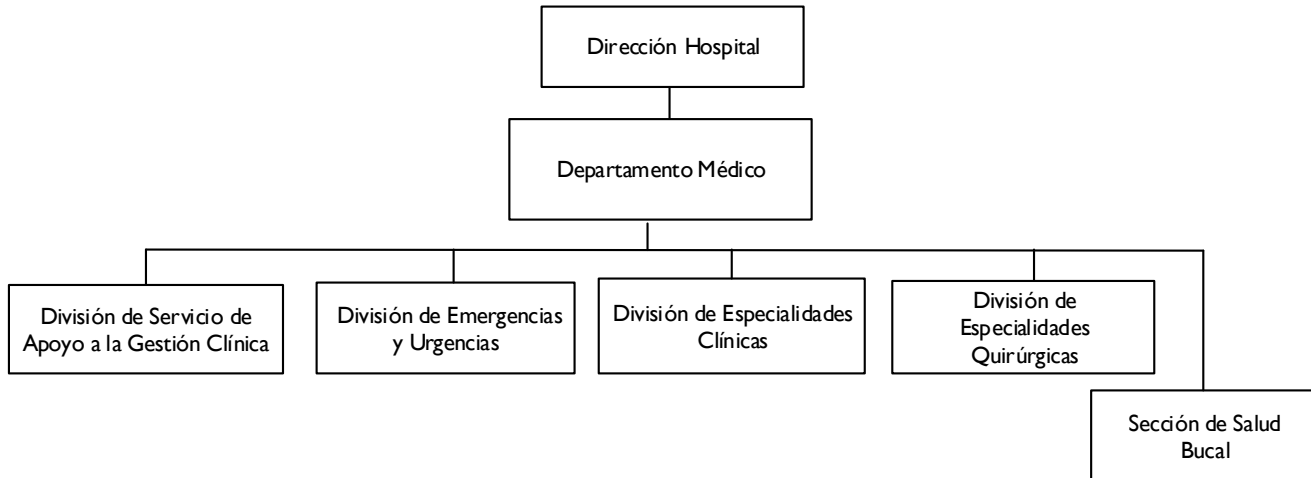 Dirección Hospital
Departamento Médico
División de Servicio de
Apoyo a la Gestión Clínica
División de Emergencias
y Urgencias
División de Especialidades
Clínicas
División de
Especialidades
Quirúrgicas
Sección de Salud
Bucal